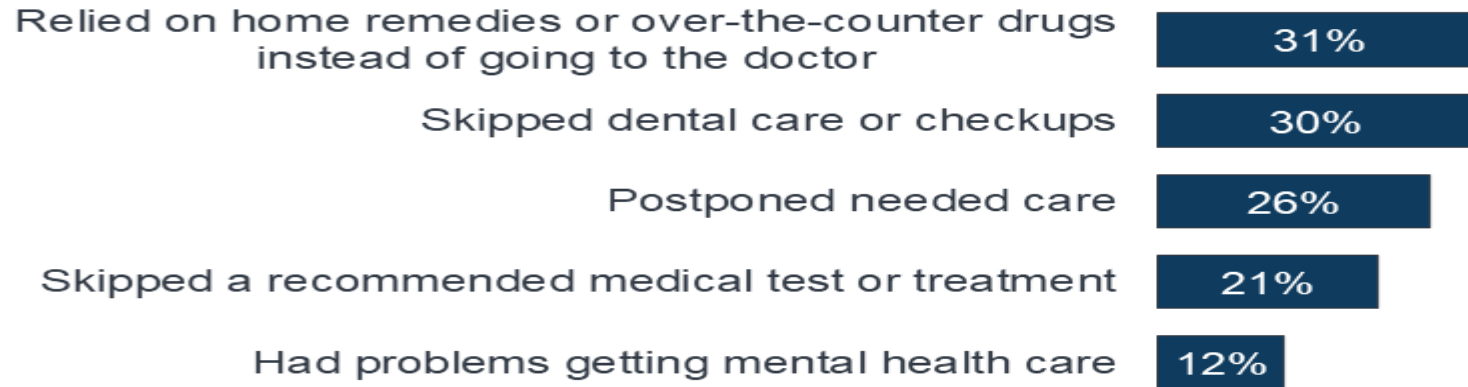 Relied on home remedies or over-the-counter drugs
instead of going to the doctor
31%
Skipped dental care or checkups
30%
Postponed needed care
26%
Skipped a recommended medical test or treatment
21%
Had problems getting mental health care
12%